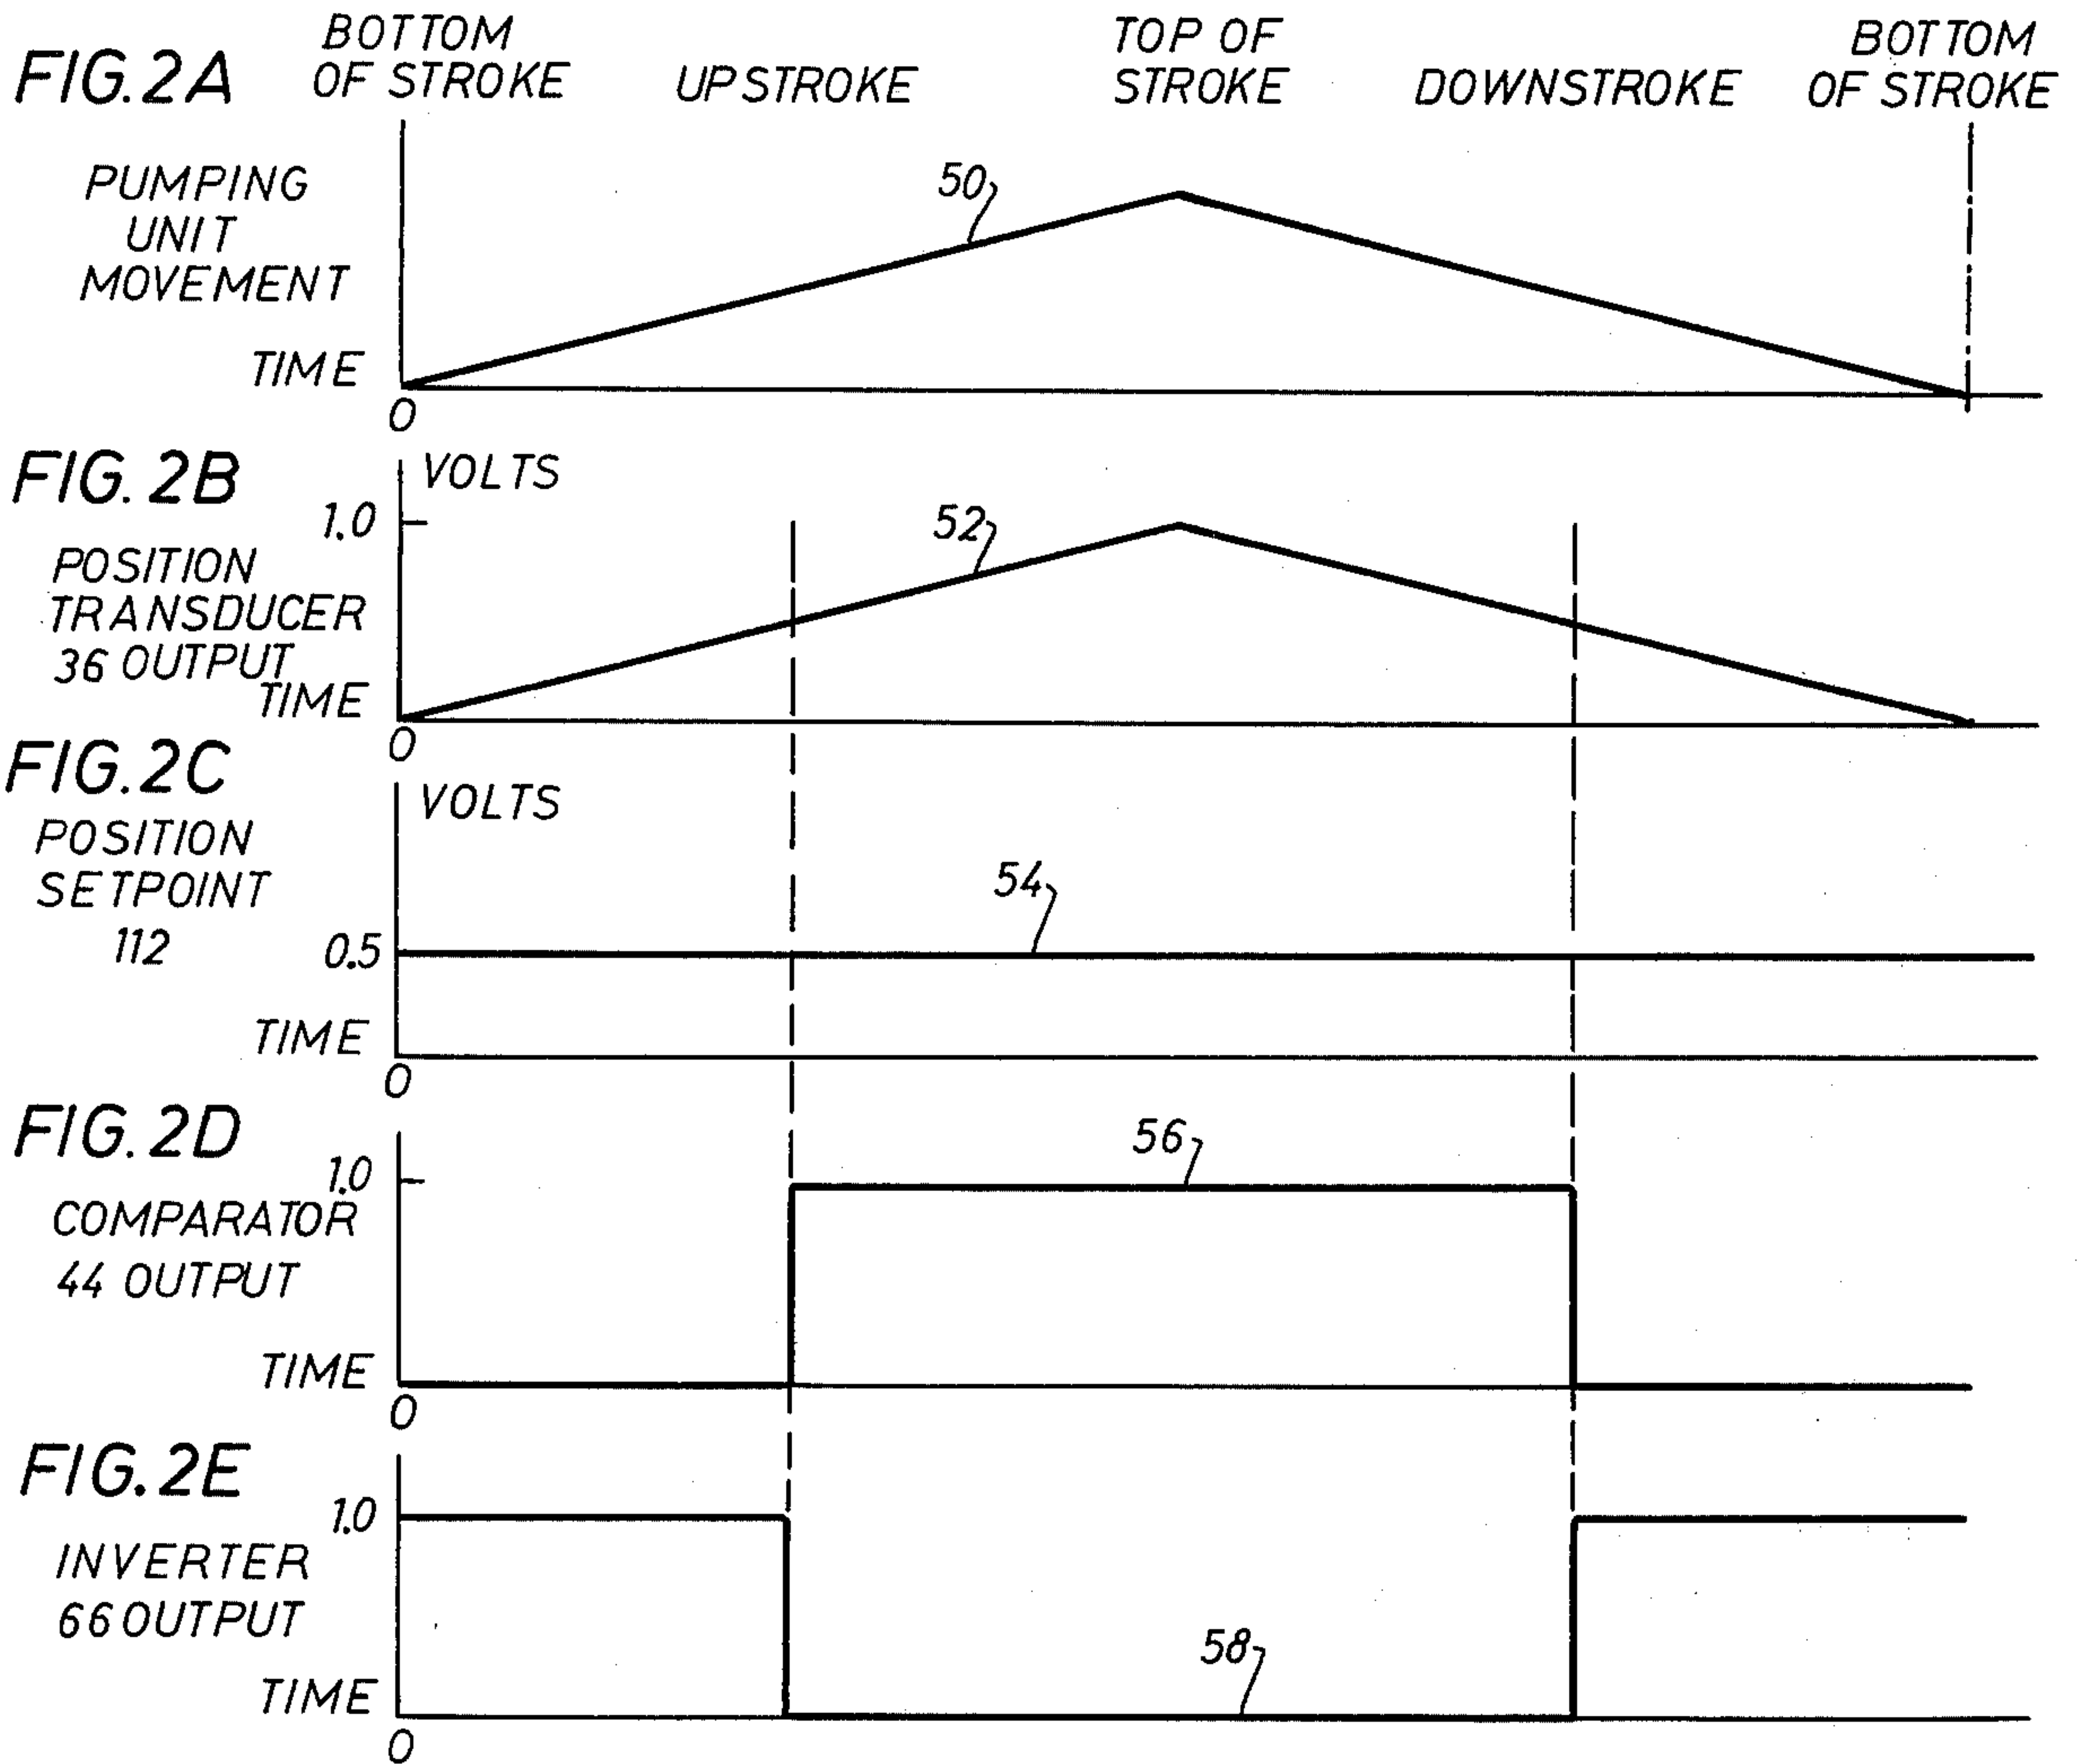 FIG.2A
BOTTOM
OF STROKE
UPSTROKE
TOP OF
STROKE
DOWNSTROKE
BOTTOM
OF STROKE
PUMPING
UNIT
MOVEMENT
50
TIME
0
FIG.2B
VOLTS
1.0
52
POSITION
TRANSDUCER
36 OUTPUT
TIME
0
FIG.2C
VOLTS
POSITION
SETPOINT
112
54
0.5
TIME
0
FIG.2D
1.0
56
COMPARATOR
44 OUTPUT
TIME
0
FIG.2E
1.0
INVERTER
66 OUTPUT
58
TIME
0